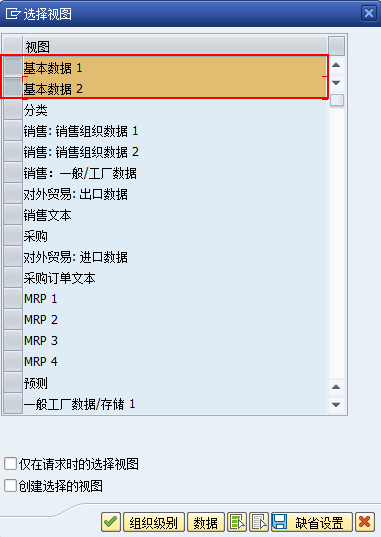 选择视图
视图
基本数据 1
基本数据 2
分类
销售: 销售组织数据 1
销售: 销售组织数据 2
销售: 一般/工厂数据
对外贸易: 出口数据
销售文本
采购
对外贸易: 进口数据
采购订单文本
MRP 1
MRP 2
MRP 3
MRP 4
预测
一般工厂数据/存储 1
仅在请求时的选择视图
创建选择的视图
组织级别 数据 缺省设置